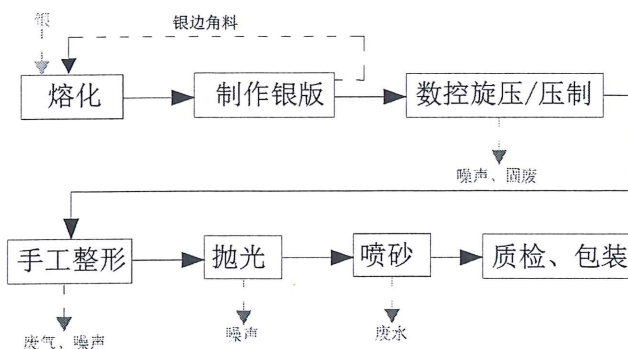 银
银边角料
熔化
制作银版
数控旋压/压制
噪声、固废
手工整形
抛光
喷砂
质检、包装
废气、噪声
噪声
废水